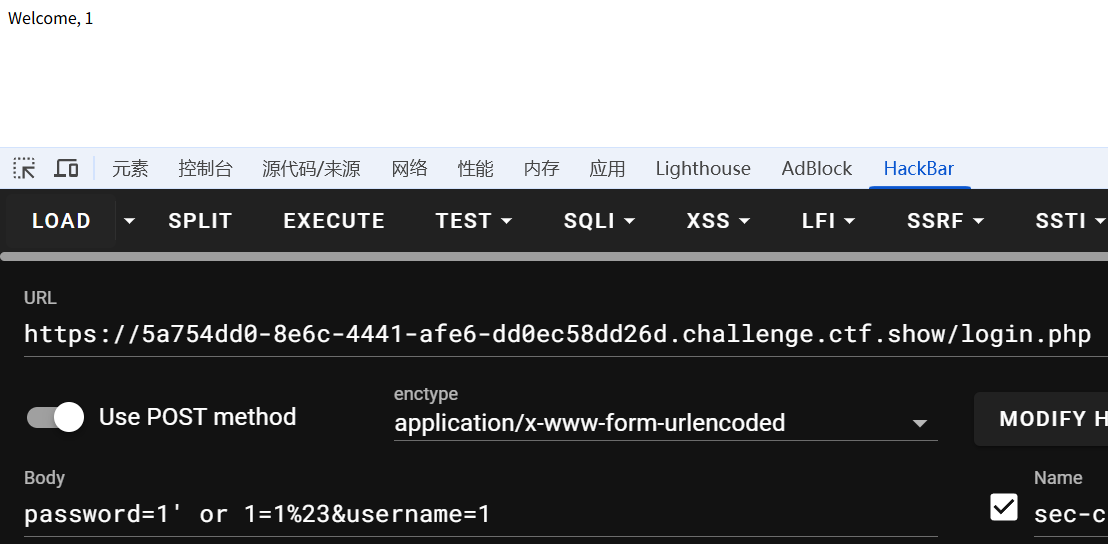 Welcome, 1
元素 控制台 源代码/来源 网络 性能 内存 应用 Lighthouse AdBlock HackBar
LOAD SPLIT EXECUTE TEST SQLI XSS LFI SSRF SSTI
URL
https://5a754dd0-8e6c-4441-afe6-dd0ec58dd26d.challenge.ctf.show/login.php
enctype
Use POST method application/x-www-form-urlencoded MODIFY H
Body Name
password=1' or 1=1%23&username=1 sec-c